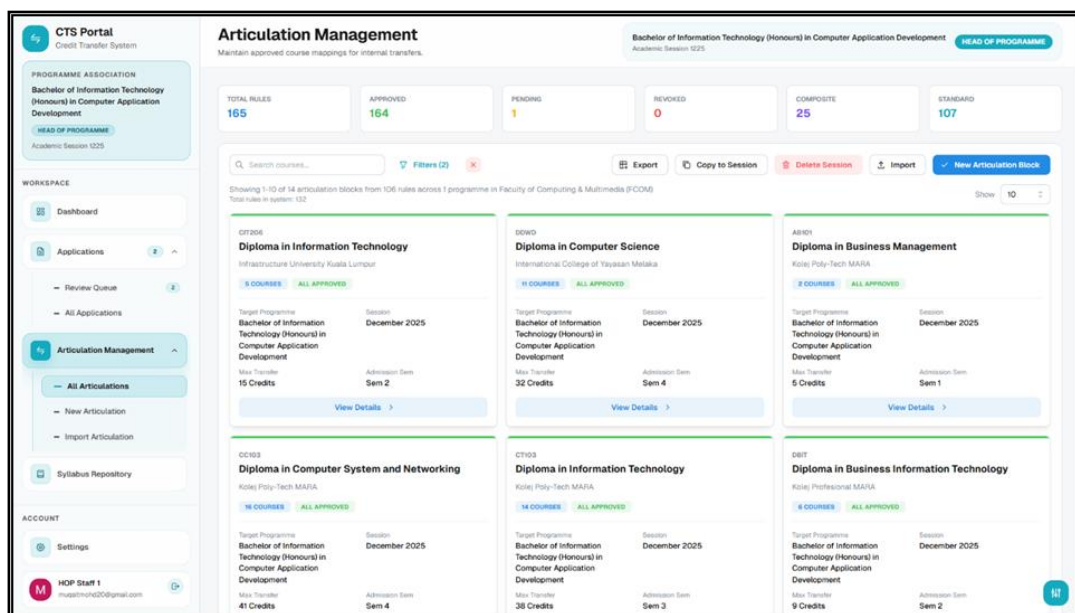 CTS Portal
Credit Transfer System
PROGRAMME ASSOCIATION
Bachelor of Information Technology
(Honours) in Computer Application
Development
HEAD OF PROGRAMME
Academic Session 1225
WORKSPACE
Dashboard
Applications 2
Review Queue 2
All Applications
Articulation Management
All Articulations
New Articulation
Import Articulation
Syllabus Repository
ACCOUNT
Settings
M
HOP Staff 1
muqaitmohd20@gmail.com
Articulation Management
Maintain approved course mappings for internal transfers.
Bachelor of Information Technology (Honours) in Computer Application Development
Academic Session 1225
HEAD OF PROGRAMME
TOTAL RULES
165
APPROVED
164
PENDING
1
REVOKED
0
COMPOSITE
25
STANDARD
107
Search courses...
Filters (2)
Export
Copy to Session
Delete Session
Import
New Articulation Block
Showing 1-10 of 14 articulation blocks from 106 rules across 1 programme in Faculty of Computing & Multimedia (FCOM)
Total rules in system: 132
Show 10
CIT206
Diploma in Information Technology
Infrastructure University Kuala Lumpur
5 COURSES ALL APPROVED
Target Programme
Bachelor of Information
Technology (Honours) in
Computer Application
Development
Session
December 2025
Max Transfer
15 Credits
Admission Sem
Sem 2
View Details
DDWD
Diploma in Computer Science
International College of Yayasan Melaka
11 COURSES ALL APPROVED
Target Programme
Bachelor of Information
Technology (Honours) in
Computer Application
Development
Session
December 2025
Max Transfer
32 Credits
Admission Sem
Sem 4
View Details
AB101
Diploma in Business Management
Kolej Poly-Tech MARA
2 COURSES ALL APPROVED
Target Programme
Bachelor of Information
Technology (Honours) in
Computer Application
Development
Session
December 2025
Max Transfer
5 Credits
Admission Sem
Sem 1
View Details
CC103
Diploma in Computer System and Networking
Kolej Poly-Tech MARA
16 COURSES ALL APPROVED
Target Programme
Bachelor of Information
Technology (Honours) in
Computer Application
Development
Session
December 2025
Max Transfer
41 Credits
Admission Sem
Sem 4
CT103
Diploma in Information Technology
Kolej Poly-Tech MARA
14 COURSES ALL APPROVED
Target Programme
Bachelor of Information
Technology (Honours) in
Computer Application
Development
Session
December 2025
Max Transfer
38 Credits
Admission Sem
Sem 3
DBIT
Diploma in Business Information Technology
Kolej Profesional MARA
6 COURSES ALL APPROVED
Target Programme
Bachelor of Information
Technology (Honours) in
Computer Application
Development
Session
December 2025
Max Transfer
9 Credits
Admission Sem
Sem 2